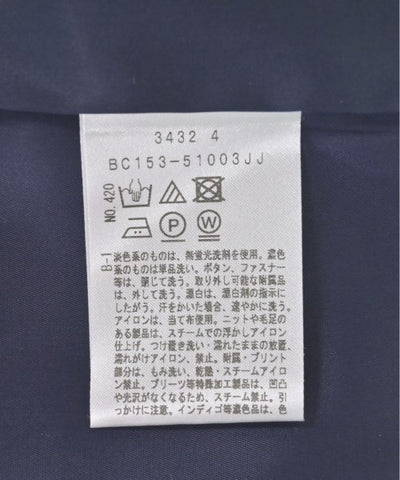 3432 4
BC153-51003JJ
NO.420
P
W
B-1
淡色系のものは、無蛍光洗剤を使用。濃色
系のものは単品洗い。ボタン、ファスナー
等は、閉じて洗う。取り外し可能な附属品
は、外して洗う。漂白は、漂白剤の指示に
したがう。汗をかいた場合、速やかに洗う。
アイロンは、当て布使用。ニットや毛足の
ある製品は、スチームでの浮かしアイロン
仕上げ。つけ置き洗い・濡れたままの放置、
濡れがけアイロン、禁止。附属・プリント
部分は、もみ洗い、乾燥・スチームアイロ
ン禁止。プリーツ等特殊加工製品は、凹凸
や光沢がなくなるため、スチーム禁止。引
っかけに注意。インディゴ等濃色品は、色